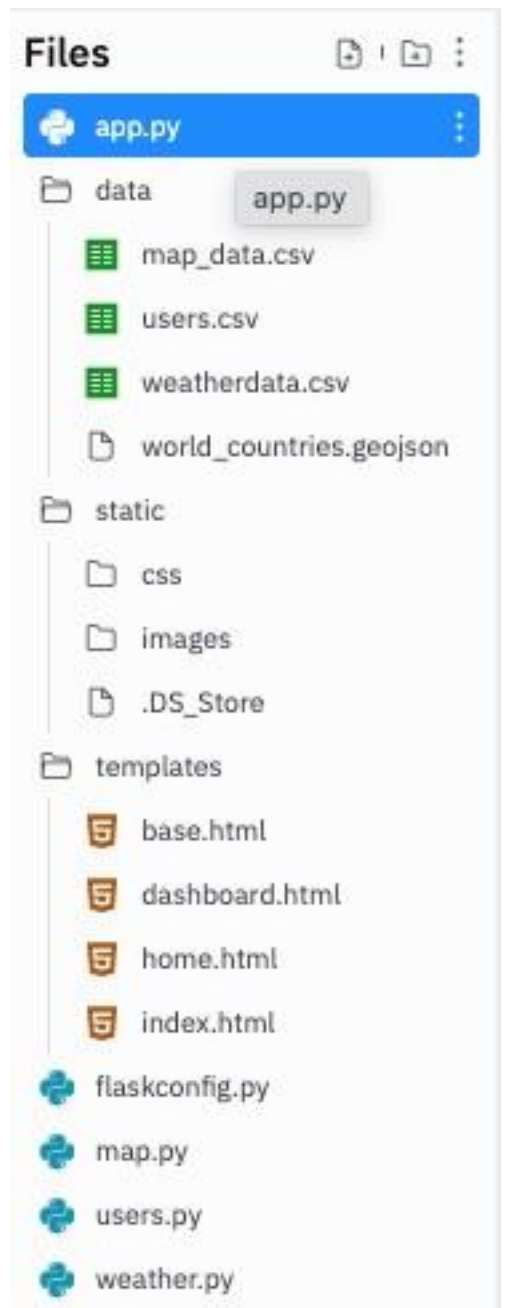 Files
app.py
data
app.py
map_data.csv
users.csv
weatherdata.csv
world_countries.geojson
static
css
images
.DS_Store
templates
base.html
dashboard.html
home.html
index.html
flaskconfig.py
map.py
users.py
weather.py